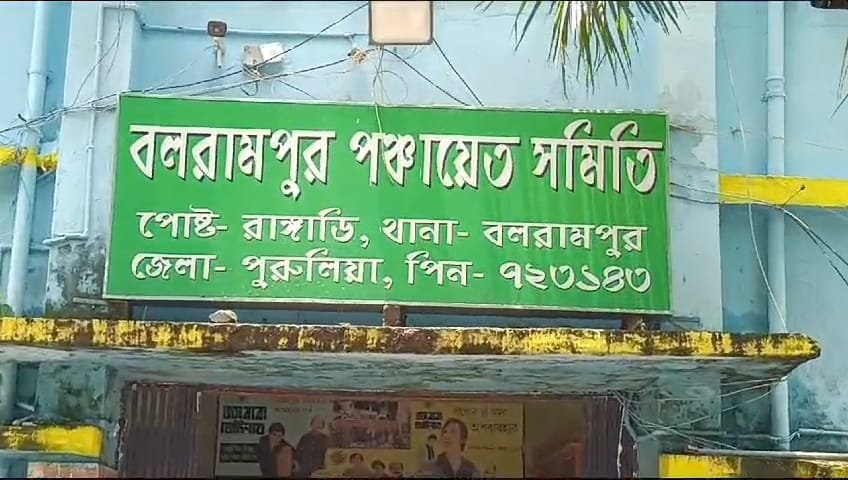 বলরামপুর পঞ্চায়েত সমিতি
পোষ্ট- রাঙ্গাডি, থানা- বলরামপুর
জেলা- পুরুলিয়া, পিন- ৭২৩১৪৩